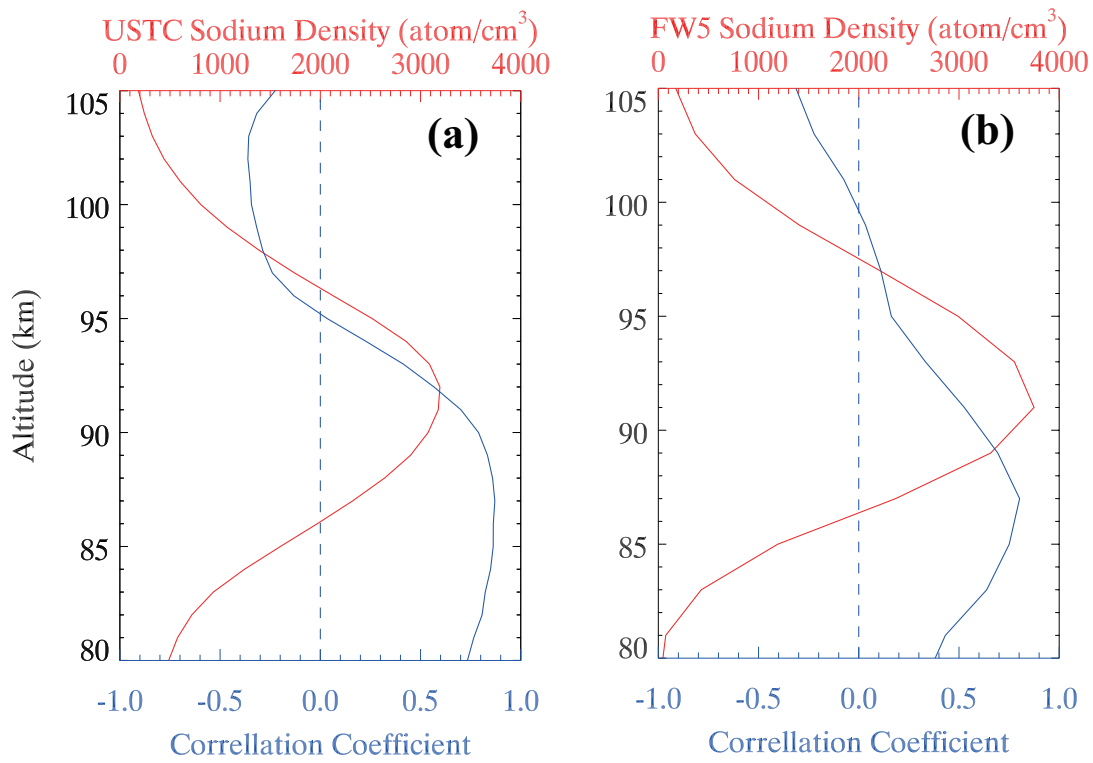 USTC Sodium Density (atom/cm³)
0 1000 2000 3000 4000
(a)
105
100
95
90
85
80
Altitude (km)
-1.0 -0.5 0.0 0.5 1.0
Correllation Coefficient
FW5 Sodium Density (atom/cm³)
0 1000 2000 3000 4000
(b)
105
100
95
90
85
80
-1.0 -0.5 0.0 0.5 1.0
Correllation Coefficient